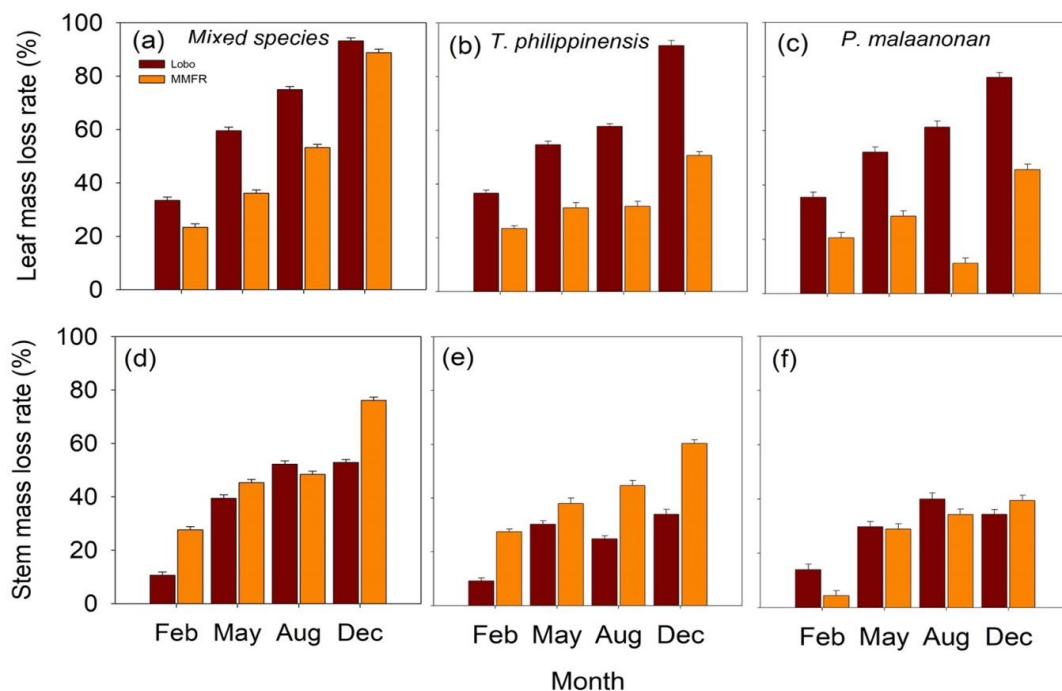 Leaf mass loss rate (%)
100
80
60
40
20
0
(a) Mixed species
Lobo
MMFR
(b) T. philippinensis
(c) P. malaanonan
Stem mass loss rate (%)
80
60
40
20
0
(d)
(e)
(f)
Feb May Aug Dec
Feb May Aug Dec
Feb May Aug Dec
Month